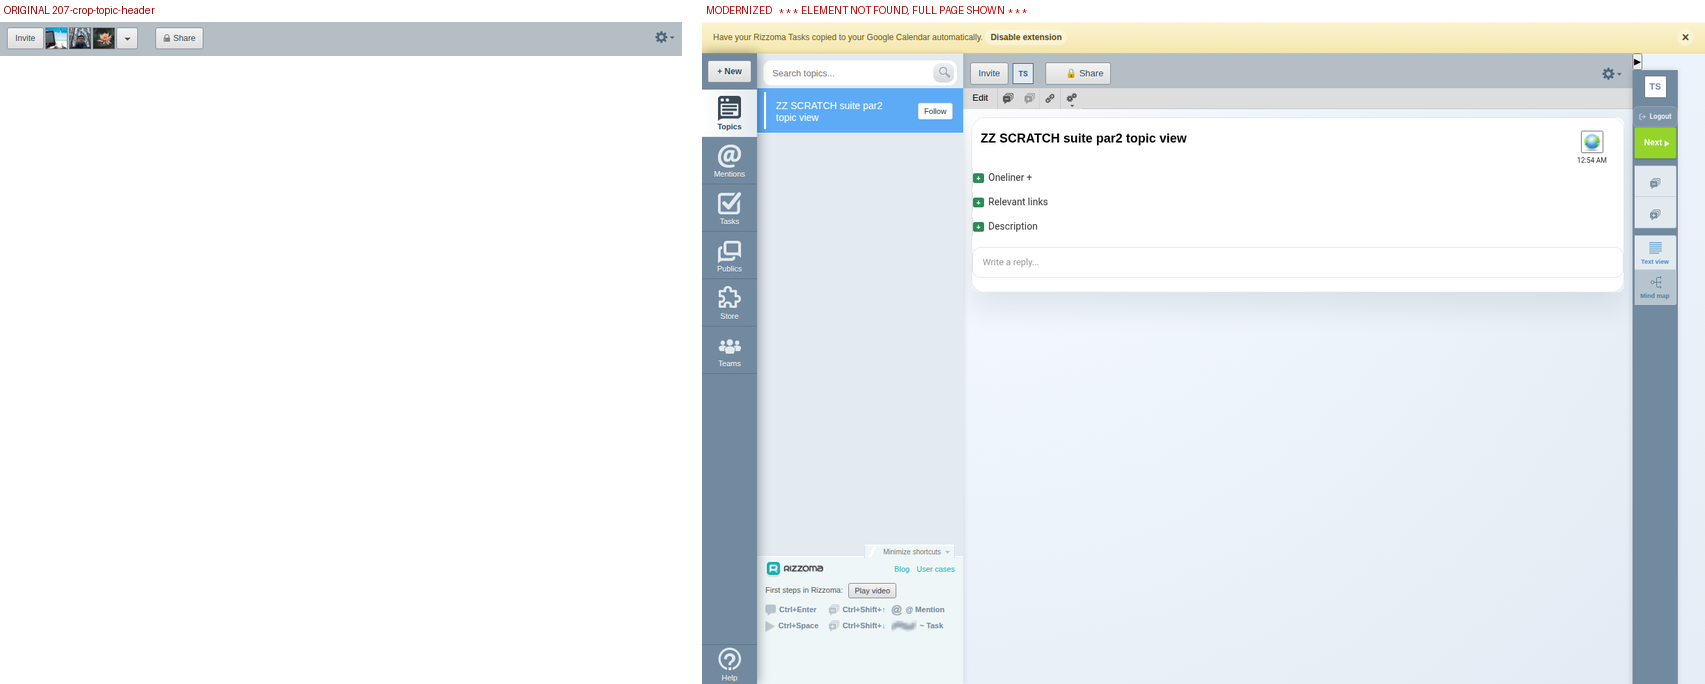 ORIGINAL 207-crop-topic-header
Invite
Share
MODERNIZED *** ELEMENT NOT FOUND, FULL PAGE SHOWN ***
Have your Rizzoma Tasks copied to your Google Calendar automatically. Disable extension
+ New
Search topics...
Invite
TS
Share
Edit
Topics
ZZ SCRATCH suite par2 topic view
Follow
Mentions
Tasks
Publics
Store
Teams
Help
ZZ SCRATCH suite par2 topic view
12:54 AM
Oneliner +
Relevant links
Description
Write a reply...
TS
Logout
Next
Text view
Mind map
Minimize shortcuts
RIZZOMA
Blog User cases
First steps in Rizzoma: Play video
Ctrl+Enter Ctrl+Shift+↑ @ @ Mention
Ctrl+Space Ctrl+Shift+↓ ~ Task